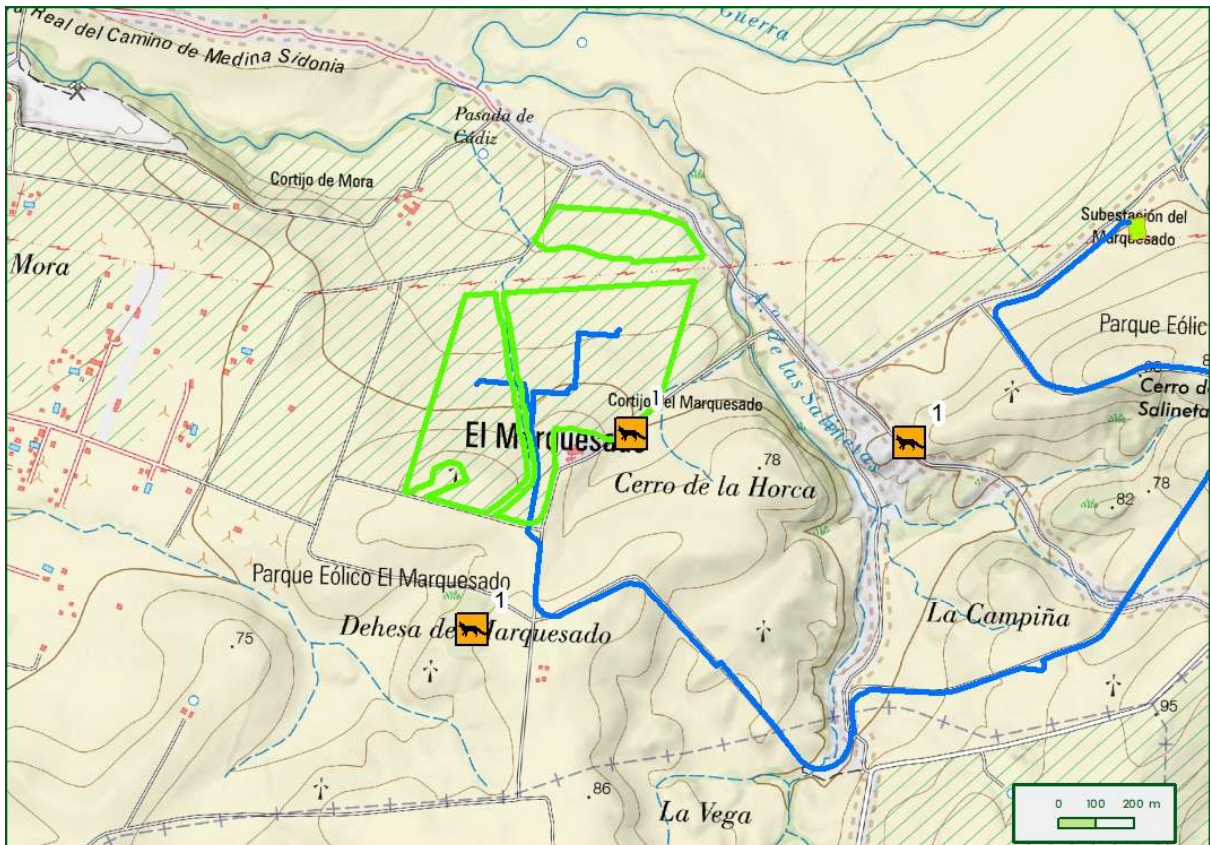 Real del Camino de Medina Sidonia
Guerra
Pasada de
Cádiz
Cortijo de Mora
Mora
Subestación del
Marquesado
Parque Eólic
Cerro d
Salineta
Aº de las Salinetas
1
Cortijo del Marquesado
El Marquesado
1
78
Cerro de la Horca
78
82
Parque Eólico El Marquesado
1
Dehesa de Marquesado
La Campiña
75
95
86
La Vega
0 100 200 m